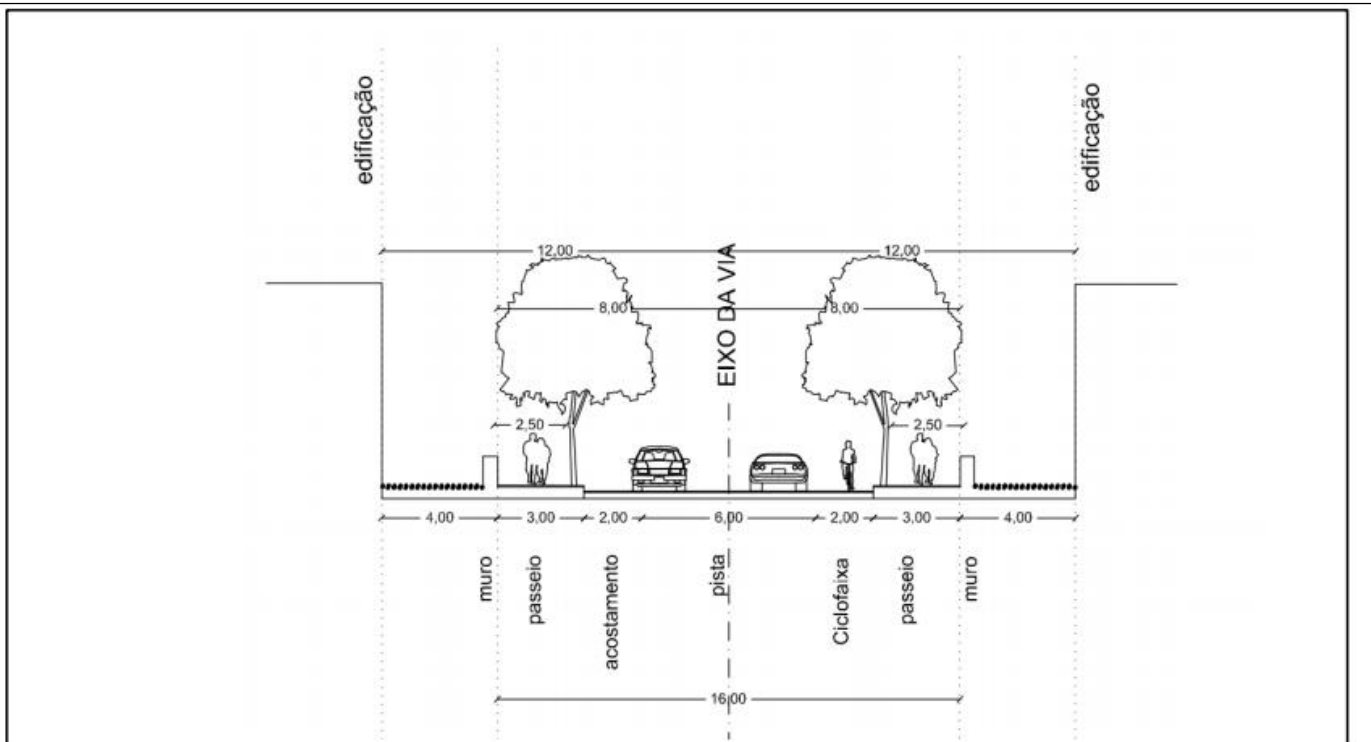 edificação
edificação
12,00
12,00
EIXO DA VIA
8,00
8,00
2,50
2,50
4,00
3,00
2,00
6,00
2,00
3,00
4,00
muro
passeio
acostamento
pista
Ciclofaixa
passeio
muro
16,00